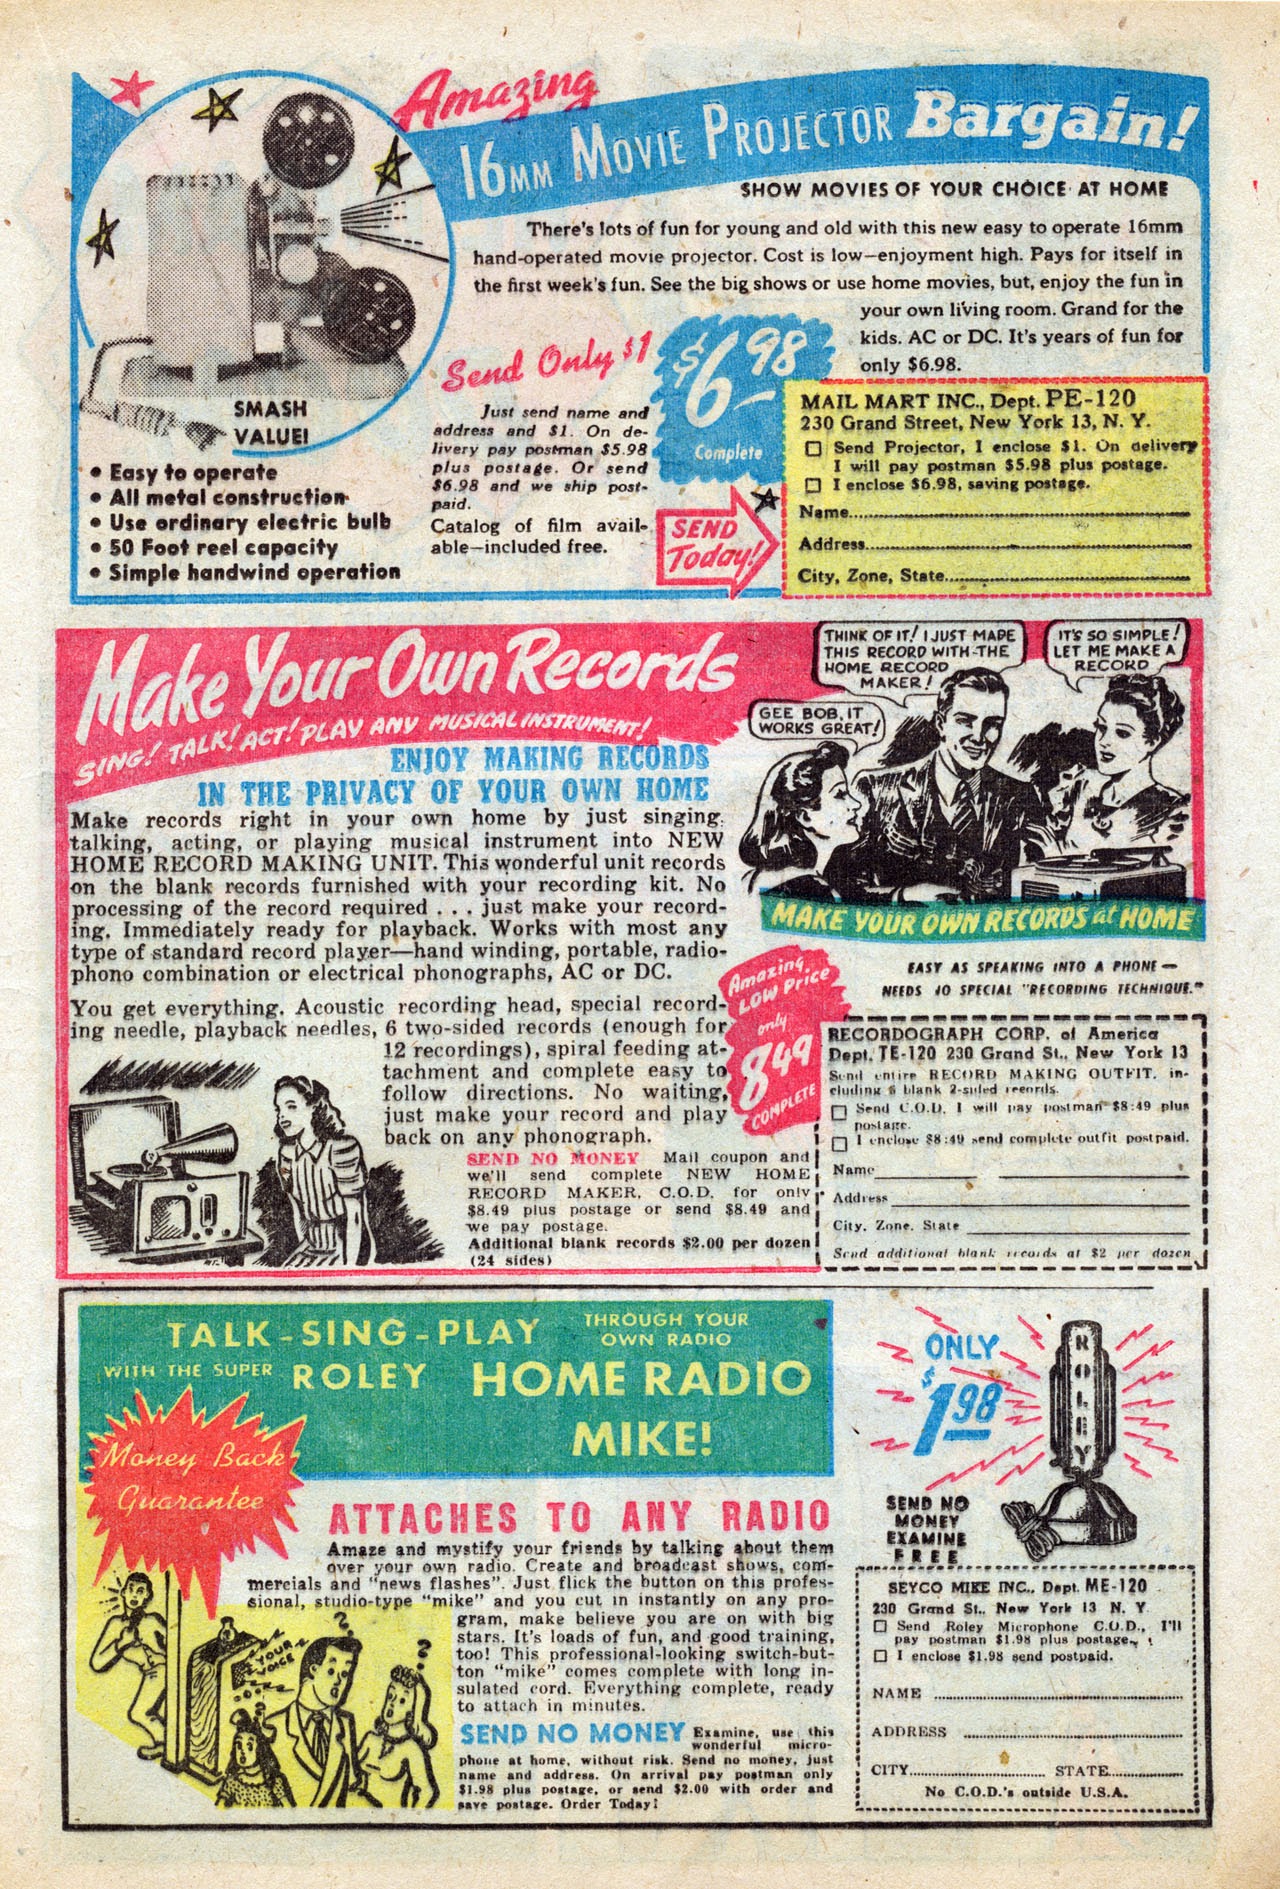 Amazing
16MM MOVIE PROJECTOR Bargain!
SHOW MOVIES OF YOUR CHOICE AT HOME
There's lots of fun for young and old with this new easy to operate 16mm
hand-operated movie projector. Cost is low—enjoyment high. Pays for itself in
the first week's fun. See the big shows or use home movies, but, enjoy the fun in
your own living room. Grand for the
kids. AC or DC. It's years of fun for
only $6.98.
SMASH
VALUE!
• Easy to operate
• All metal construction
• Use ordinary electric bulb
• 50 Foot reel capacity
• Simple handwind operation
Send Only $1
Just send name and
address and $1. On de-
livery pay postman $5.98
plus postage. Or send
$6.98 and we ship post-
paid.
Catalog of film avail-
able—included free.
$6.98
Complete
SEND
Today!
MAIL MART INC., Dept. PE-120
230 Grand Street, New York 13, N. Y.
☐ Send Projector, I enclose $1. On delivery
I will pay postman $5.98 plus postage.
☐ I enclose $6.98, saving postage.
Name
Address
City, Zone, State
Make Your Own Records
SING! TALK! ACT! PLAY ANY MUSICAL INSTRUMENT!
ENJOY MAKING RECORDS
IN THE PRIVACY OF YOUR OWN HOME
Make records right in your own home by just singing,
talking, acting, or playing musical instrument into NEW
HOME RECORD MAKING UNIT. This wonderful unit records
on the blank records furnished with your recording kit. No
processing of the record required . . . just make your record-
ing. Immediately ready for playback. Works with most any
type of standard record player—hand winding, portable, radio-
phono combination or electrical phonographs, AC or DC.
You get everything. Acoustic recording head, special record-
ing needle, playback needles, 6 two-sided records (enough for
12 recordings), spiral feeding at-
tachment and complete easy to
follow directions. No waiting,
just make your record and play
back on any phonograph.
SEND NO MONEY Mail coupon and
we'll send complete NEW HOME
RECORD MAKER, C.O.D. for only
$8.49 plus postage or send $8.49 and
we pay postage.
Additional blank records $2.00 per dozen
(24 sides)
THINK OF IT! I JUST MADE
THIS RECORD WITH THE
HOME RECORD
MAKER!
IT'S SO SIMPLE!
LET ME MAKE A
RECORD
GEE BOB, IT
WORKS GREAT!
MAKE YOUR OWN RECORDS at HOME
EASY AS SPEAKING INTO A PHONE—
NEEDS NO SPECIAL "RECORDING TECHNIQUE."
Amazing
LOW Price
only
8.49
COMPLETE
RECORDOGRAPH CORP. of America
Dept. TE-120 230 Grand St., New York 13
Send entire RECORD MAKING OUTFIT, in-
cluding 6 blank 2-sided records.
☐ Send C.O.D. I will pay postman $8.49 plus
postage.
☐ I enclose $8.49 send complete outfit postpaid.
Name
Address
City, Zone, State
Send additional blank records at $2 per dozen
TALK-SING-PLAY THROUGH YOUR
OWN RADIO
WITH THE SUPER ROLEY HOME RADIO
MIKE!
Money Back
Guarantee
ATTACHES TO ANY RADIO
Amaze and mystify your friends by talking about them
over your own radio. Create and broadcast shows, com-
mercials and "news flashes". Just flick the button on this profes-
sional, studio-type "mike" and you cut in instantly on any pro-
gram, make believe you are on with big
stars. It's loads of fun, and good training,
too! This professional-looking switch-but-
ton "mike" comes complete with long in-
sulated cord. Everything complete, ready
to attach in minutes.
SEND NO MONEY Examine, use this
wonderful micro-
phone at home, without risk. Send no money, just
name and address. On arrival pay postman only
$1.98 plus postage, or send $2.00 with order and
save postage. Order Today!
YOUR
VOICE
?
?
ONLY
$1.98
ROLEY
SEND NO
MONEY
EXAMINE
FREE
SEYCO MIKE INC., Dept. ME-120
230 Grand St., New York 13 N. Y.
☐ Send Roley Microphone C.O.D., I'll
pay postman $1.98 plus postage.
☐ I enclose $1.98 send postpaid.
NAME
ADDRESS
CITY STATE
No C.O.D.'s outside U.S.A.